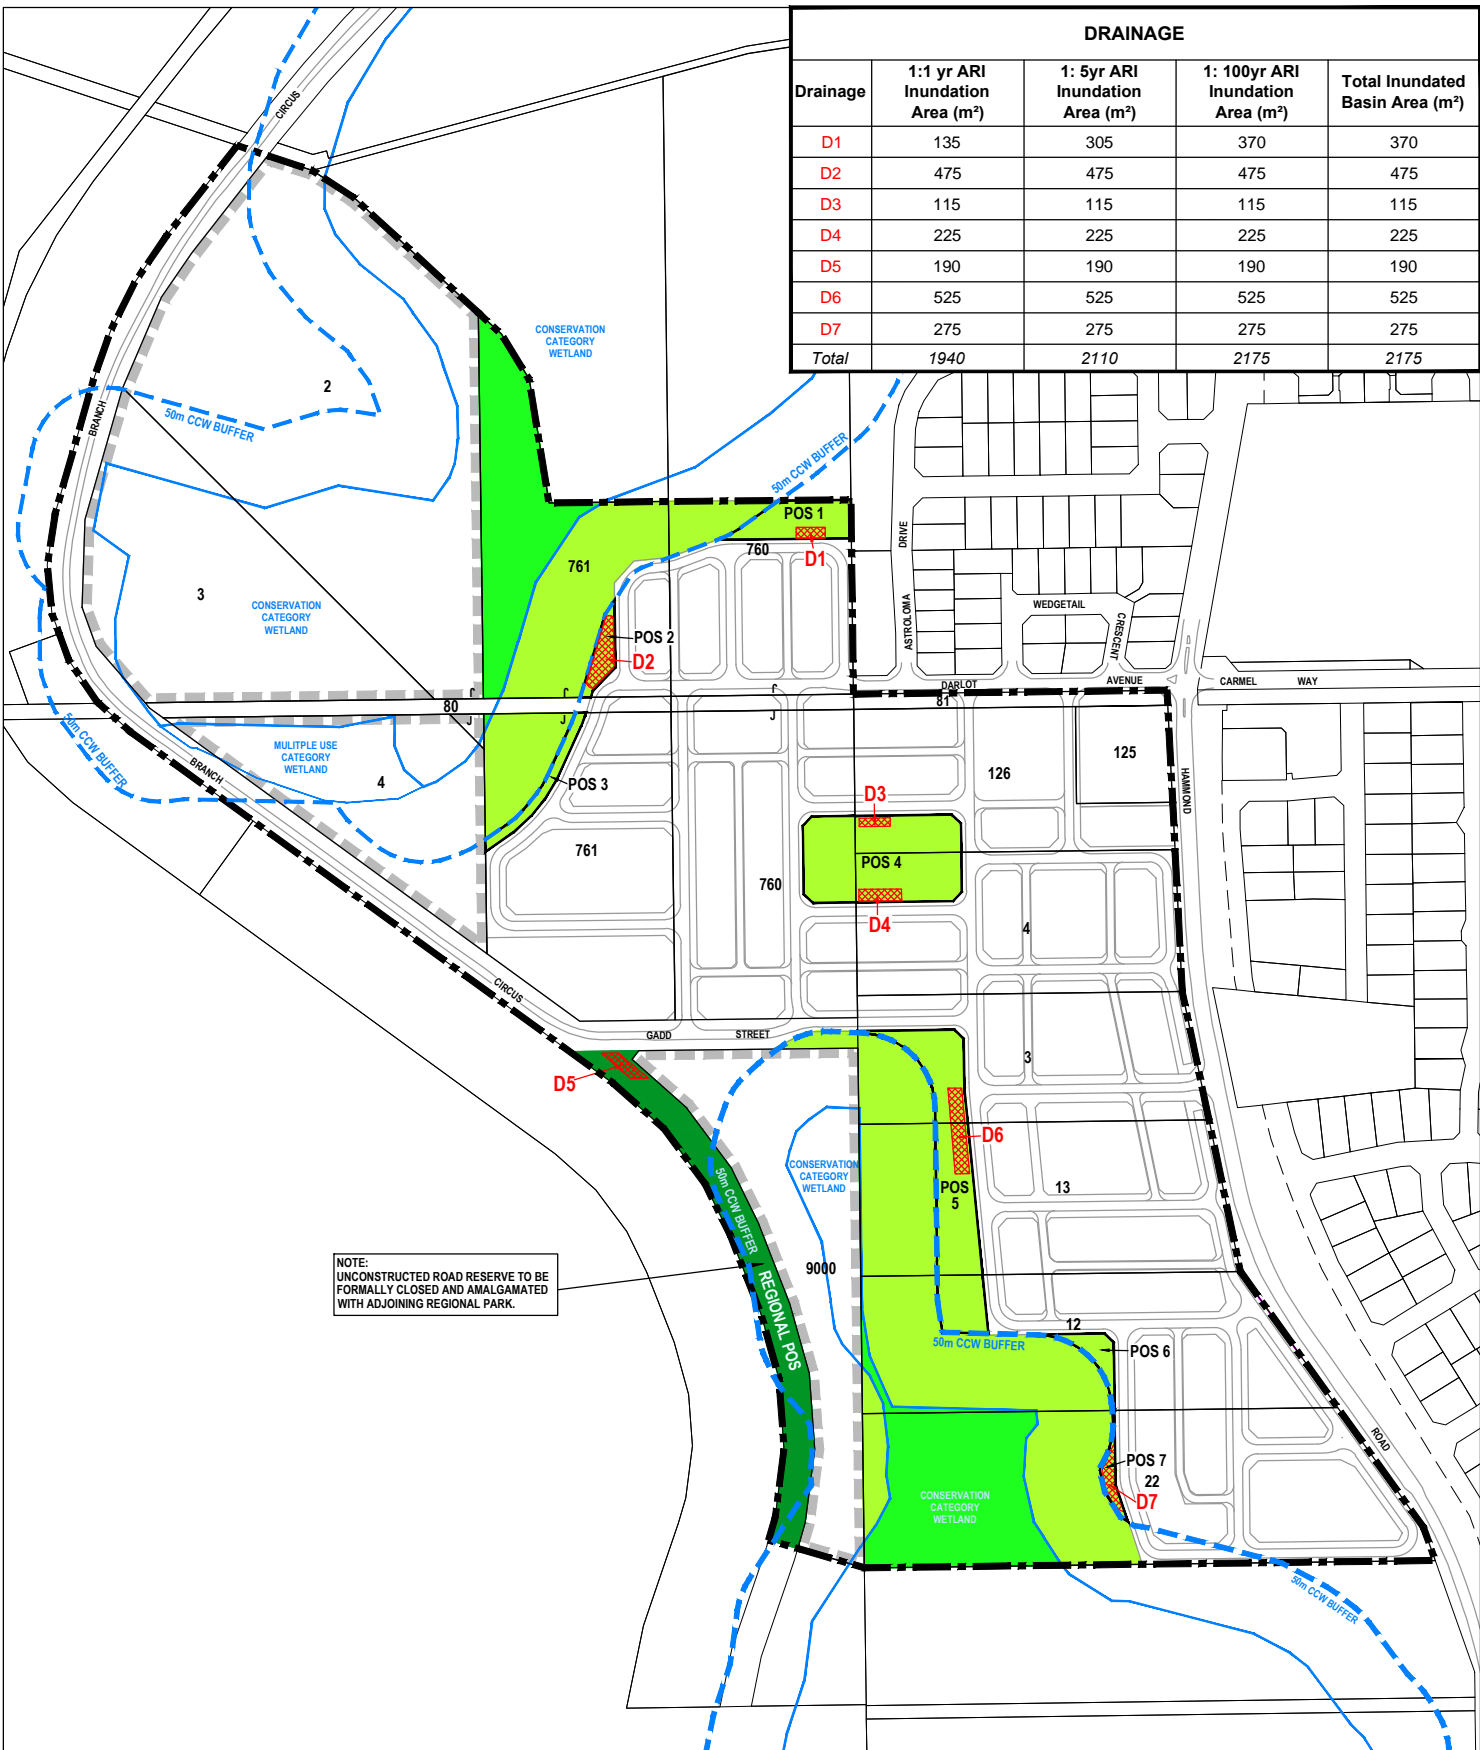 DRAINAGE
Drainage
1:1 yr ARI
Inundation
Area (m²)
1: 5yr ARI
Inundation
Area (m²)
1: 100yr ARI
Inundation
Area (m²)
Total Inundated
Basin Area (m²)
D1 135 305 370 370
D2 475 475 475 475
D3 115 115 115 115
D4 225 225 225 225
D5 190 190 190 190
D6 525 525 525 525
D7 275 275 275 275
Total 1940 2110 2175 2175
CIRCUS
CONSERVATION
CATEGORY
WETLAND
2
BRANCH
50m CCW BUFFER
50m CCW BUFFER
POS 1
D1
760
761
DRIVE
ASTROLOMA
WEDGETAIL
CRESCENT
3
CONSERVATION
CATEGORY
WETLAND
POS 2
D2
DARLOT
AVENUE
CARMEL
WAY
80
81
50m CCW BUFFER
MULITPLE USE
CATEGORY
WETLAND
4
BRANCH
POS 3
126
125
HAMMOND
D3
POS 4
D4
761
760
4
CIRCUS
GADD
STREET
3
D5
D6
CONSERVATION
CATEGORY
WETLAND
50m CCW BUFFER
POS
5
13
NOTE:
UNCONSTRUCTED ROAD RESERVE TO BE
FORMALLY CLOSED AND AMALGAMATED
WITH ADJOINING REGIONAL PARK.
9000
REGIONAL POS
12
50m CCW BUFFER
POS 6
ROAD
POS 7
22
D7
CONSERVATION
CATEGORY
WETLAND
50m CCW BUFFER